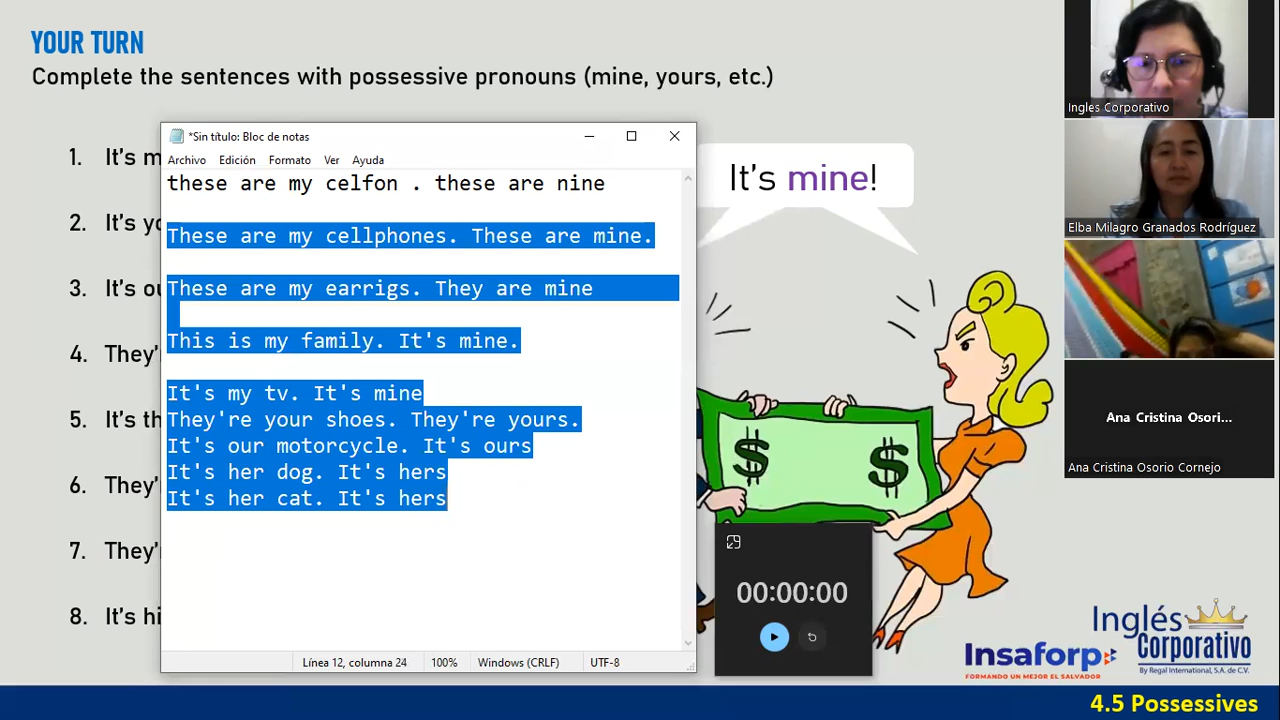 YOUR TURN
Complete the sentences with possessive pronouns (mine, yours, etc.)
1. It's m
2. It's yo
3. It's ou
4. They'
5. It's th
6. They'
7. They'
8. It's hi
*Sin título: Bloc de notas
Archivo Edición Formato Ver Ayuda
these are my celfon . these are nine
These are my cellphones. These are mine.
These are my earrigs. They are mine
This is my family. It's mine.
It's my tv. It's mine
They're your shoes. They're yours.
It's our motorcycle. It's ours
It's her dog. It's hers
It's her cat. It's hers
Línea 12, columna 24 100% Windows (CRLF) UTF-8
It's mine!
$ $
00:00:00
Ingles Corporativo
Elba Milagro Granados Rodríguez
Ana Cristina Osori...
Ana Cristina Osorio Cornejo
Insaforp
FORMANDO UN MEJOR EL SALVADOR
Inglés
Corporativo
By Regal International, S.A. de C.V.
4.5 Possessives